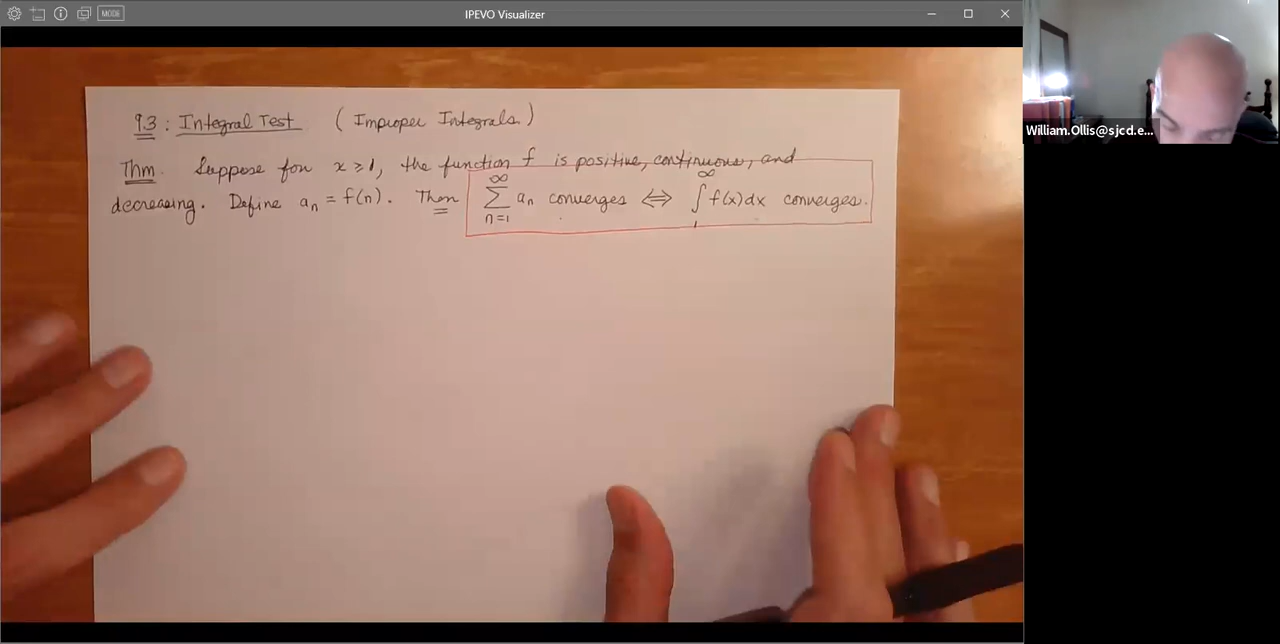 MODE
IPEVO Visualizer
9.3 : Integral Test ( Improper Integrals )
Thm. Suppose for x ≥ 1, the function f is positive, continuous, and
decreasing. Define aₙ = f(n). Then ∑_{n=1}^{∞} aₙ converges ⟺ ∫_{1}^{∞} f(x)dx converges.
William.Ollis@sjcd.e...